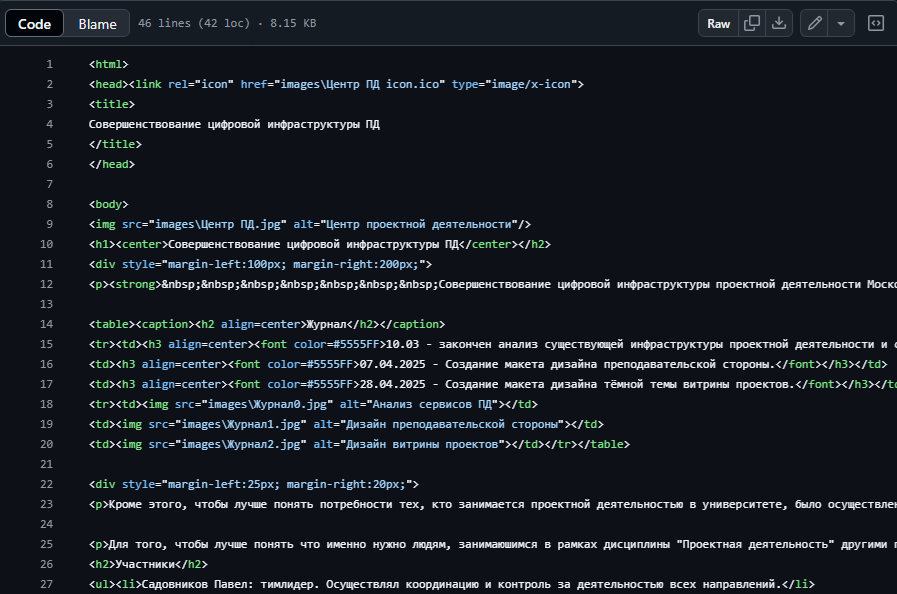 Code Blame 46 lines (42 loc) · 8.15 KB Raw
1 <html>
2 <head><link rel="icon" href="images\Центр ПД icon.ico" type="image/x-icon">
3 <title>
4 Совершенствование цифровой инфраструктуры ПД
5 </title>
6 </head>
7
8 <body>
9 <img src="images\Центр ПД.jpg" alt="Центр проектной деятельности"/>
10 <h1><center>Совершенствование цифровой инфраструктуры ПД</center></h2>
11 <div style="margin-left:100px; margin-right:200px;">
12 <p><strong>&nbsp;&nbsp;&nbsp;&nbsp;&nbsp;&nbsp;&nbsp;Совершенствование цифровой инфраструктуры проектной деятельности Моско
13
14 <table><caption><h2 align=center>Журнал</h2></caption>
15 <tr><td><h3 align=center><font color=#5555FF>10.03 - закончен анализ существующей инфраструктуры проектной деятельности и с
16 <td><h3 align=center><font color=#5555FF>07.04.2025 - Создание макета дизайна преподавательской стороны.</font></h3></td>
17 <td><h3 align=center><font color=#5555FF>28.04.2025 - Создание макета дизайна тёмной темы витрины проектов.</font></h3></td
18 <tr><td><img src="images\Журнал0.jpg" alt="Анализ сервисов ПД"></td>
19 <td><img src="images\Журнал1.jpg" alt="Дизайн преподавательской стороны"></td>
20 <td><img src="images\Журнал2.jpg" alt="Дизайн витрины проектов"></td></tr></table>
21
22 <div style="margin-left:25px; margin-right:20px;">
23 <p>Кроме этого, чтобы лучше понять потребности тех, кто занимается проектной деятельностью в университете, было осуществлен
24
25 <p>Для того, чтобы лучше понять что именно нужно людям, занимаюшимся в рамках дисциплины "Проектная деятельность" другими п
26 <h2>Участники</h2>
27 <ul><li>Садовников Павел: тимлидер. Осуществлял координацию и контроль за деятельностью всех направлений.</li>